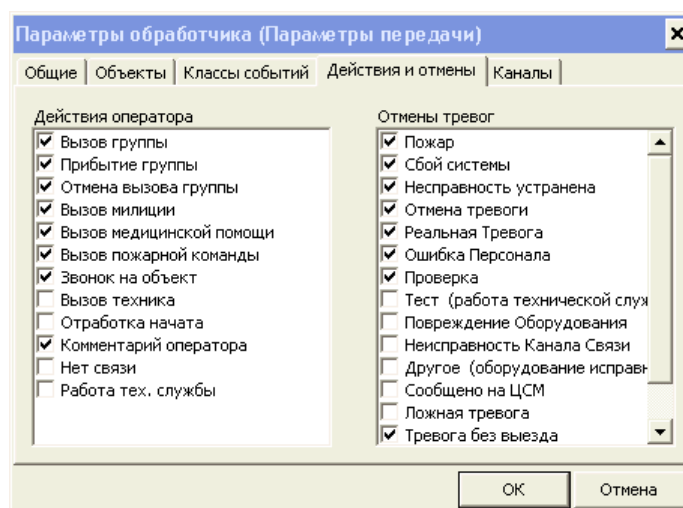 Параметры обработчика (Параметры передачи)
Общие Объекты Классы событий Действия и отмены Каналы
Действия оператора
Вызов группы
Прибытие группы
Отмена вызова группы
Вызов милиции
Вызов медицинской помощи
Вызов пожарной команды
Звонок на объект
Вызов техника
Отработка начата
Комментарий оператора
Нет связи
Работа тех. службы
Отмены тревог
Пожар
Сбой системы
Несправность устранена
Отмена тревоги
Реальная Тревога
Ошибка Персонала
Проверка
Тест (работа технической служ
Повреждение Оборудования
Неисправность Канала Связи
Другое (оборудование исправн
Сообщено на ЦСМ
Ложная тревога
Тревога без выезда
ОК Отмена